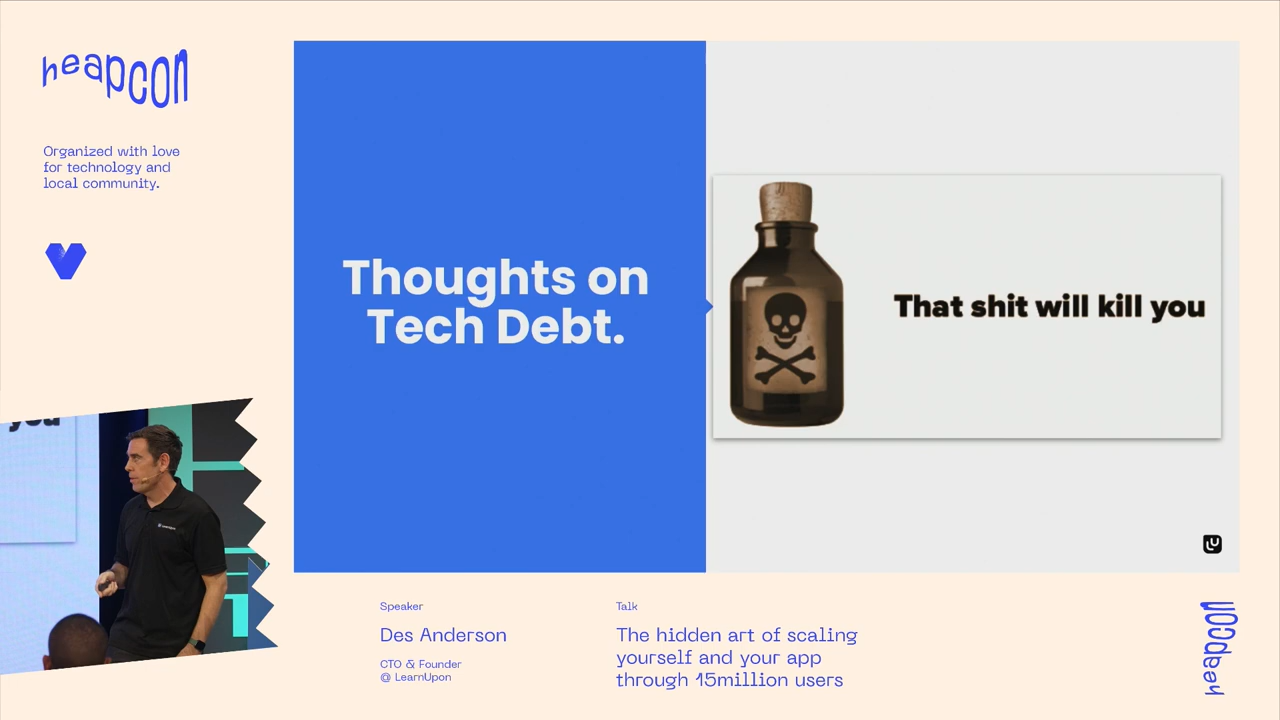 heapcon
Organized with love
for technology and
local community.
Thoughts on
Tech Debt.
That shit will kill you
you
LearnUpon
Speaker
Des Anderson
CTO & Founder
@ LearnUpon
Talk
The hidden art of scaling
yourself and your app
through 15million users
heapcon